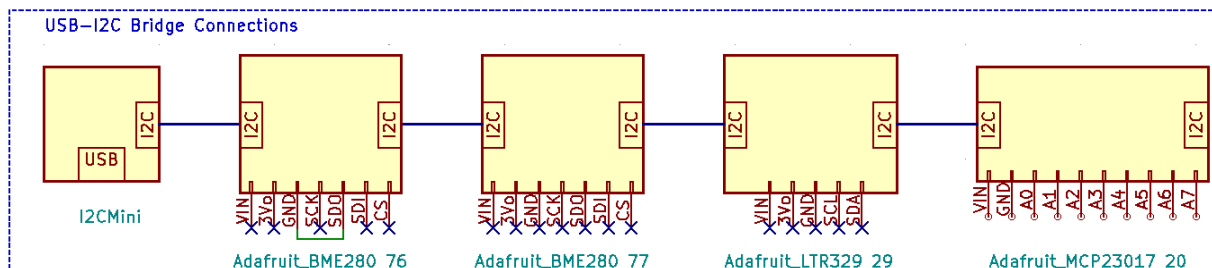 USB-I2C Bridge Connections
I2C
USB
I2CMini
I2C
I2C
VIN
3Vo
GND
SCK
SDO
SDI
CS
Adafruit_BME280 76
I2C
I2C
VIN
3Vo
GND
SCK
SDO
SDI
CS
Adafruit_BME280 77
I2C
I2C
VIN
3Vo
GND
SCL
SDA
Adafruit_LTR329 29
I2C
I2C
VIN
GND
A0
A1
A2
A3
A4
A5
A6
A7
Adafruit_MCP23017 20